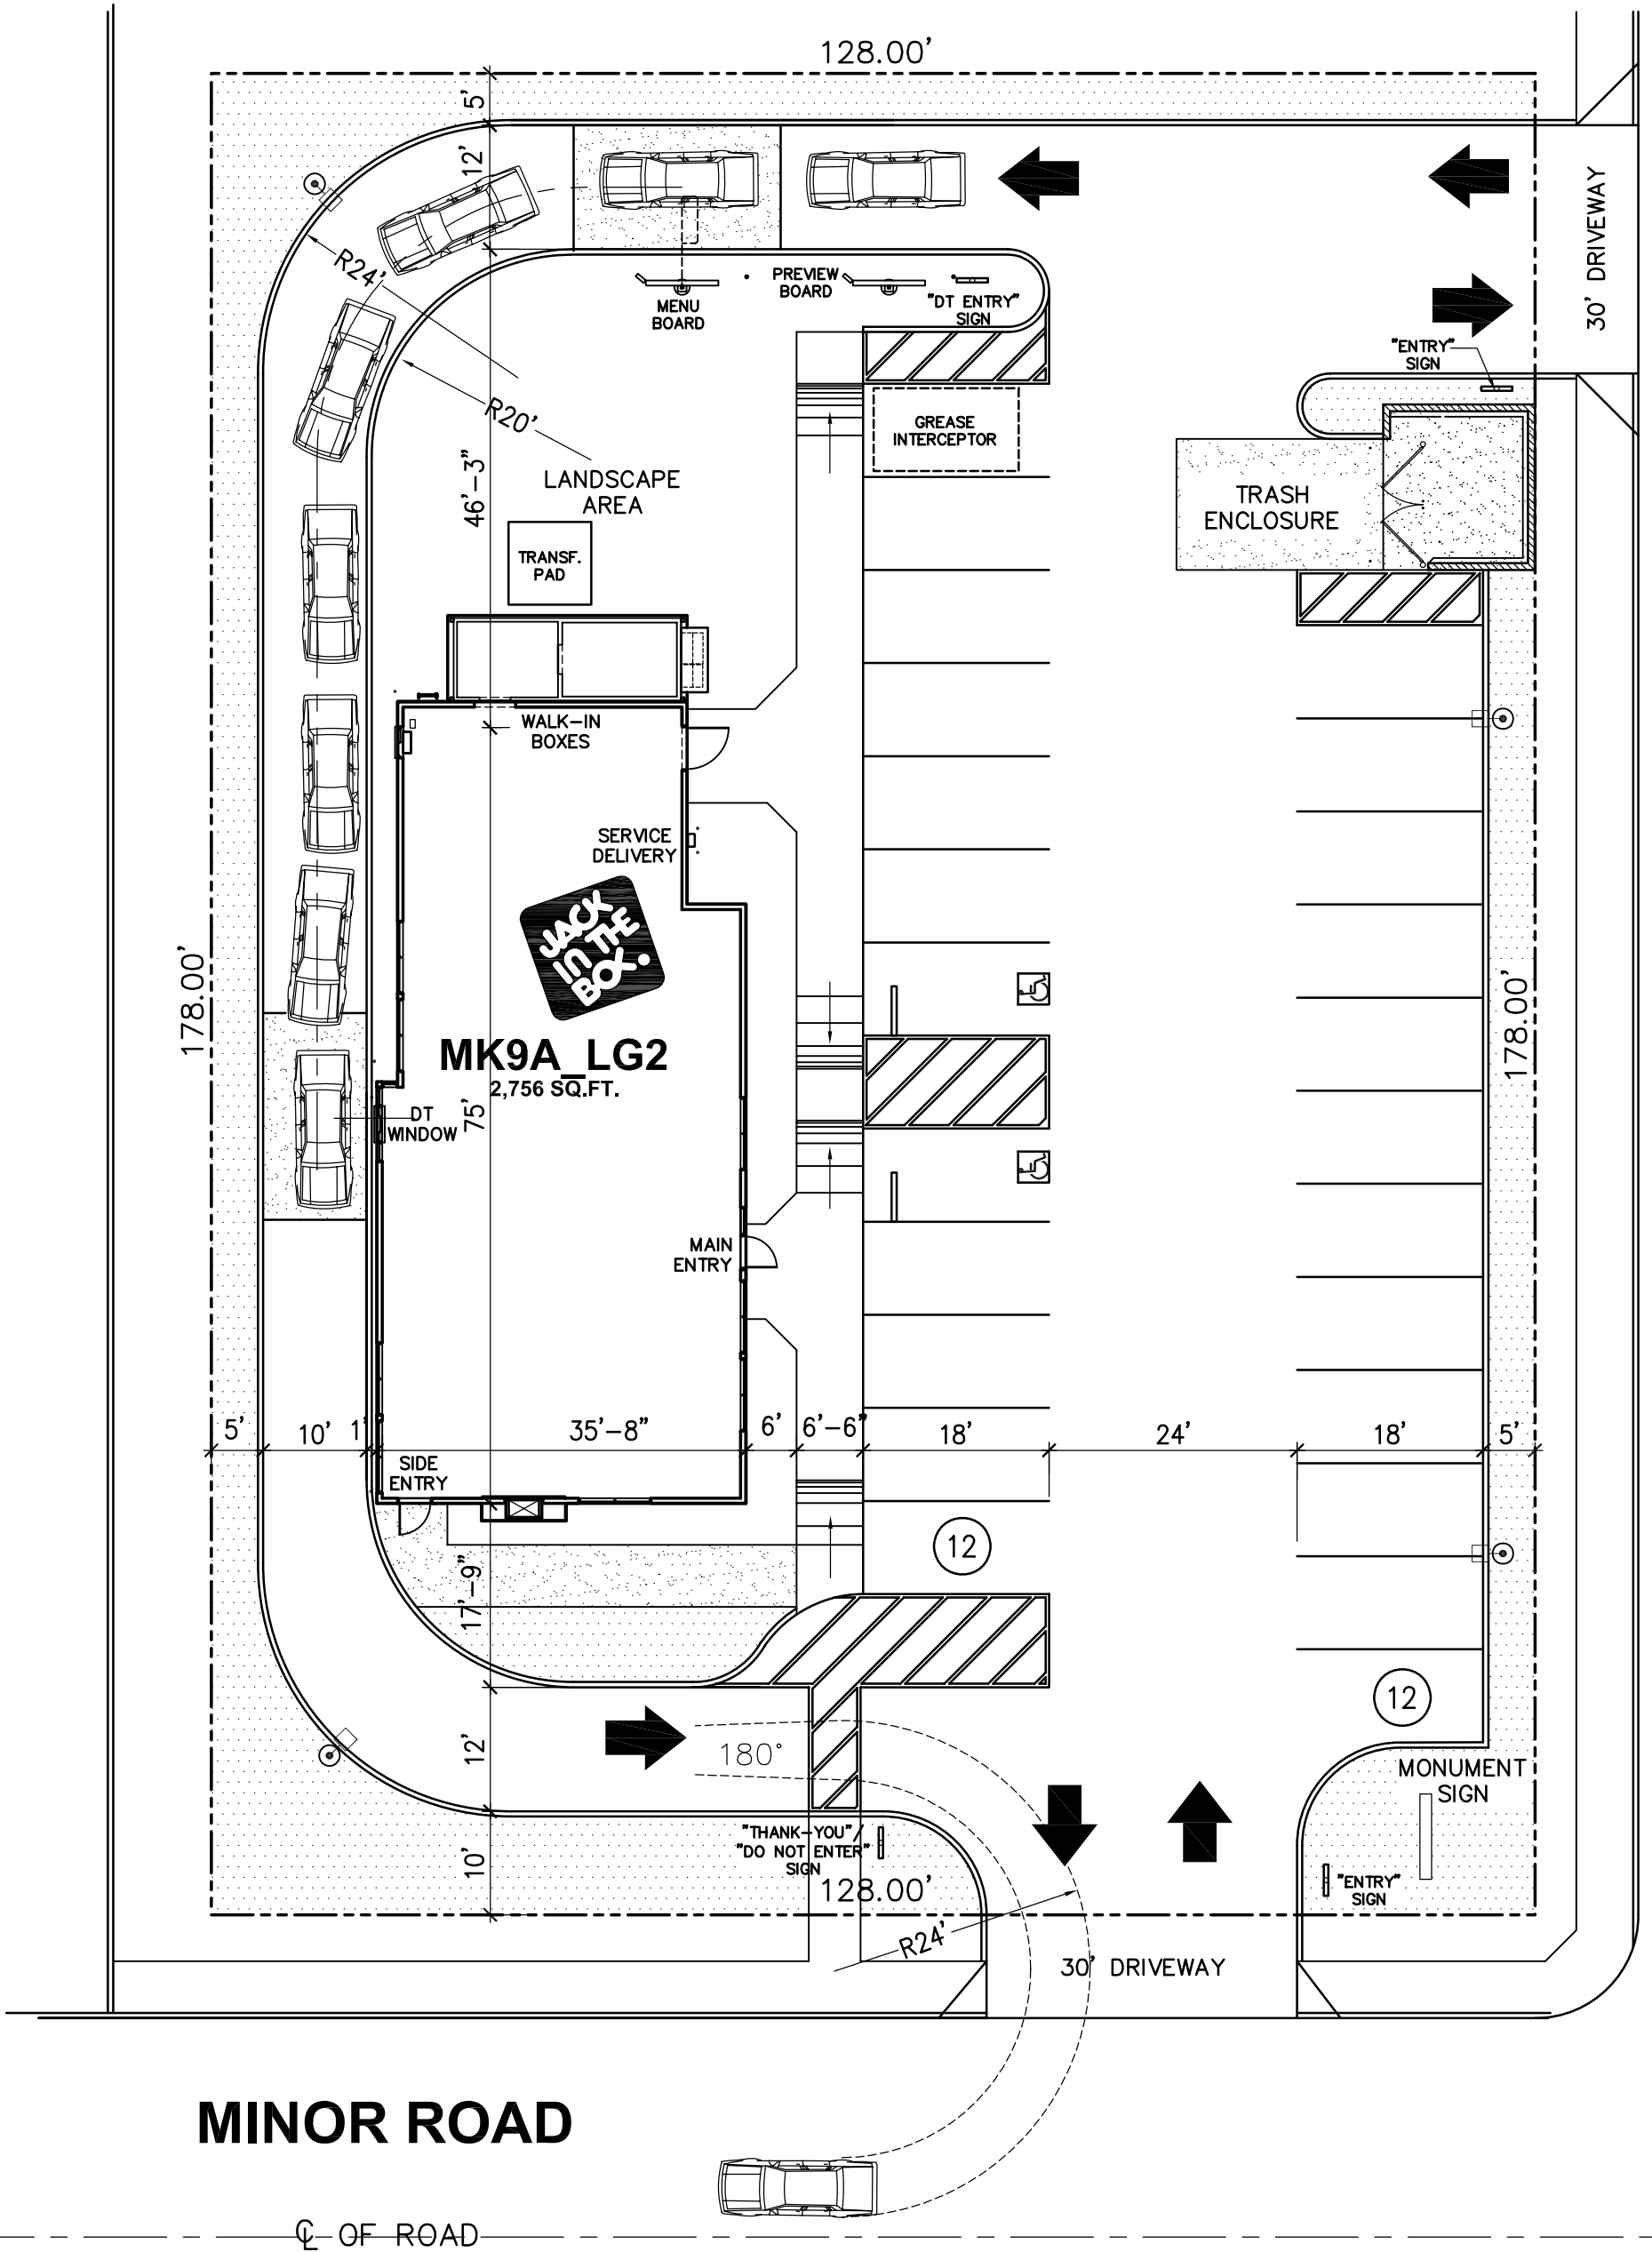 128.00'
5'
12'
30' DRIVEWAY
R24'
MENU
BOARD
PREVIEW
BOARD
"DT ENTRY"
SIGN
"ENTRY"
SIGN
R20'
46'-3"
LANDSCAPE
AREA
GREASE
INTERCEPTOR
TRASH
ENCLOSURE
TRANSF.
PAD
WALK-IN
BOXES
SERVICE
DELIVERY
JACK
IN THE
BOX.
178.00'
178.00'
MK9A_LG2
2,756 SQ.FT.
75'
DT
WINDOW
MAIN
ENTRY
5'
10'
1'
35'-8"
6'
6'-6"
18'
24'
18'
5'
SIDE
ENTRY
12
17'-9"
12
180°
12'
MONUMENT
SIGN
"THANK-YOU"/
"DO NOT ENTER"
SIGN
10'
128.00'
"ENTRY"
SIGN
R24'
30' DRIVEWAY
MINOR ROAD
℄ OF ROAD